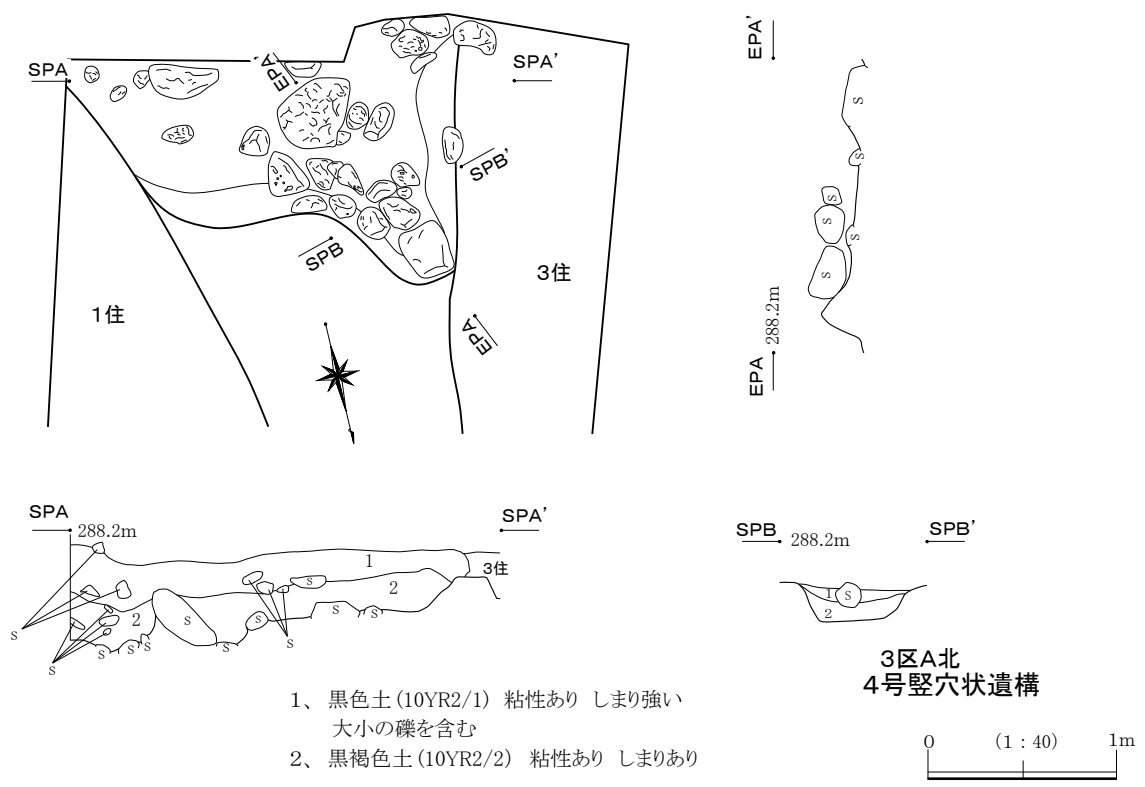 SPA
EPA'
SPA'
SPB'
SPB
1住
3住
EPA
EPA'
S
S
S
S
S
S
288.2m
EPA
SPA
288.2m
SPA'
1
S
2
3住
2
S
S
S
S
S
S
S
S
S
S
S
SPB
288.2m
SPB'
1
S
2
3区A北
4号竪穴状遺構
1、 黒色土(10YR2/1) 粘性あり しまり強い
大小の礫を含む
2、 黒褐色土(10YR2/2) 粘性あり しまりあり
0 (1：40) 1m